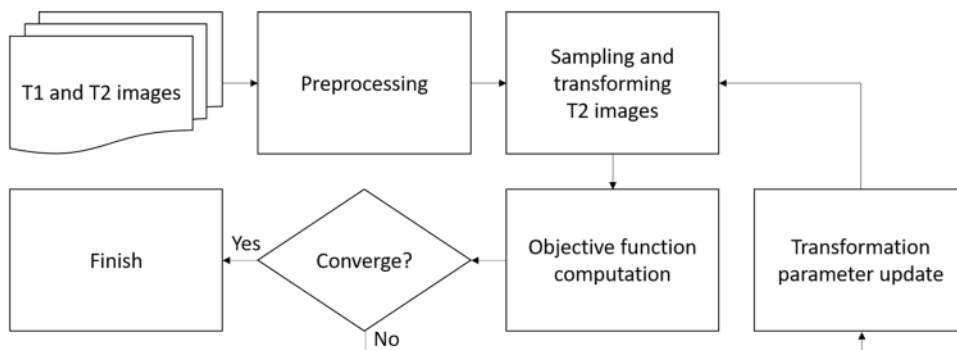 T1 and T2 images
Preprocessing
Sampling and
transforming
T2 images
Finish
Yes
Converge?
No
Objective function
computation
Transformation
parameter update